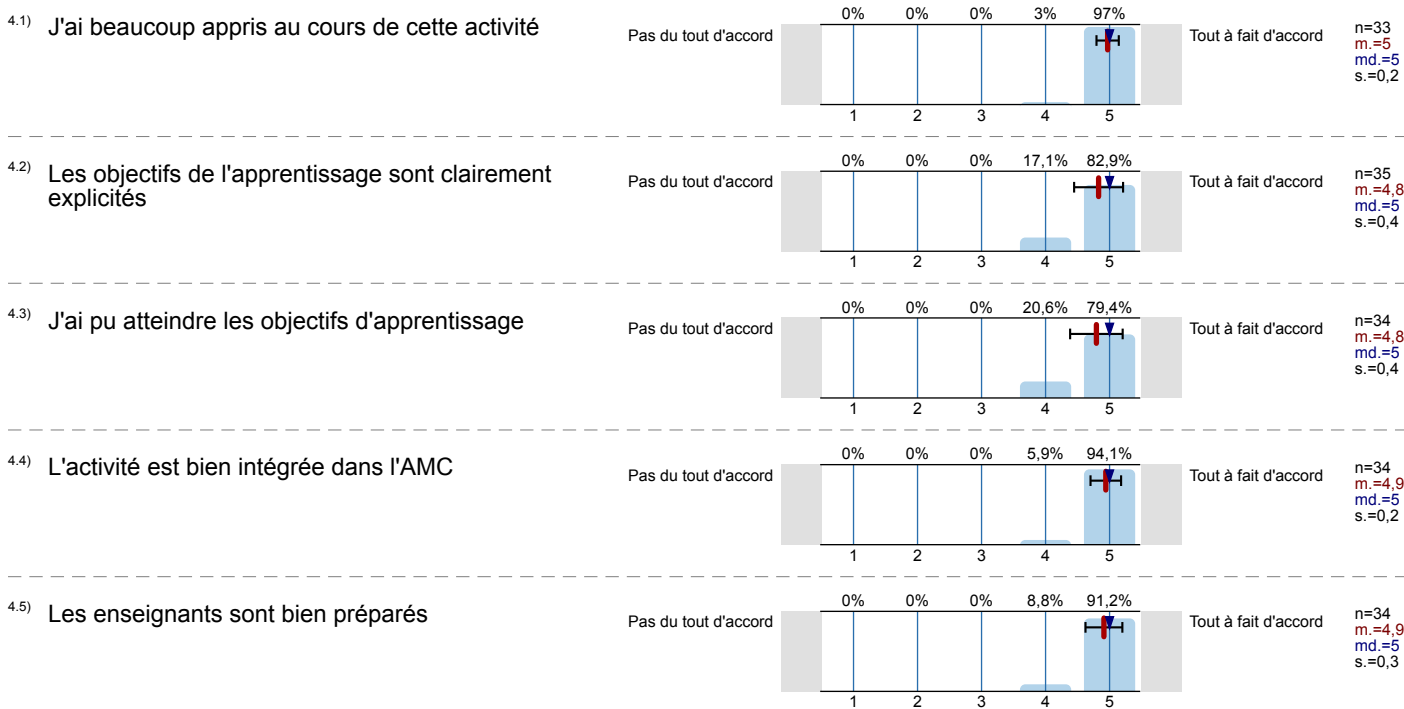 4.1) J'ai beaucoup appris au cours de cette activité
Pas du tout d'accord
0% 0% 0% 3% 97%
1 2 3 4 5
Tout à fait d'accord
n=33
m.=5
md.=5
s.=0,2
4.2) Les objectifs de l'apprentissage sont clairement
explicités
Pas du tout d'accord
0% 0% 0% 17,1% 82,9%
1 2 3 4 5
Tout à fait d'accord
n=35
m.=4,8
md.=5
s.=0,4
4.3) J'ai pu atteindre les objectifs d'apprentissage
Pas du tout d'accord
0% 0% 0% 20,6% 79,4%
1 2 3 4 5
Tout à fait d'accord
n=34
m.=4,8
md.=5
s.=0,4
4.4) L'activité est bien intégrée dans l'AMC
Pas du tout d'accord
0% 0% 0% 5,9% 94,1%
1 2 3 4 5
Tout à fait d'accord
n=34
m.=4,9
md.=5
s.=0,2
4.5) Les enseignants sont bien préparés
Pas du tout d'accord
0% 0% 0% 8,8% 91,2%
1 2 3 4 5
Tout à fait d'accord
n=34
m.=4,9
md.=5
s.=0,3